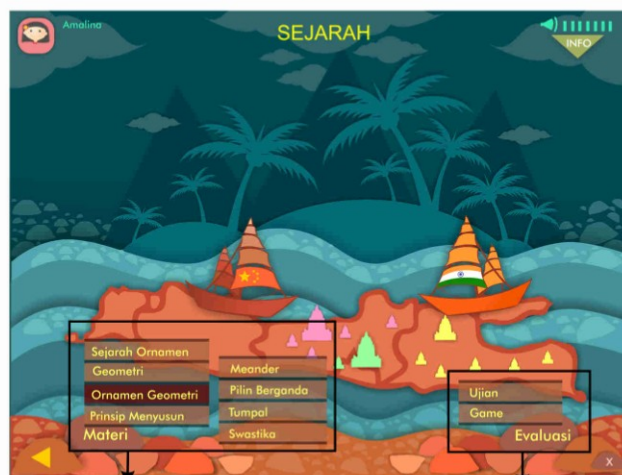 Amalina
SEJARAH
INFO
Sejarah Ornamen
Geometri
Ornamen Geometri
Prinsip Menyusun
Materi
Meander
Pilin Berganda
Tumpal
Swastika
Ujian
Game
Evaluasi
X